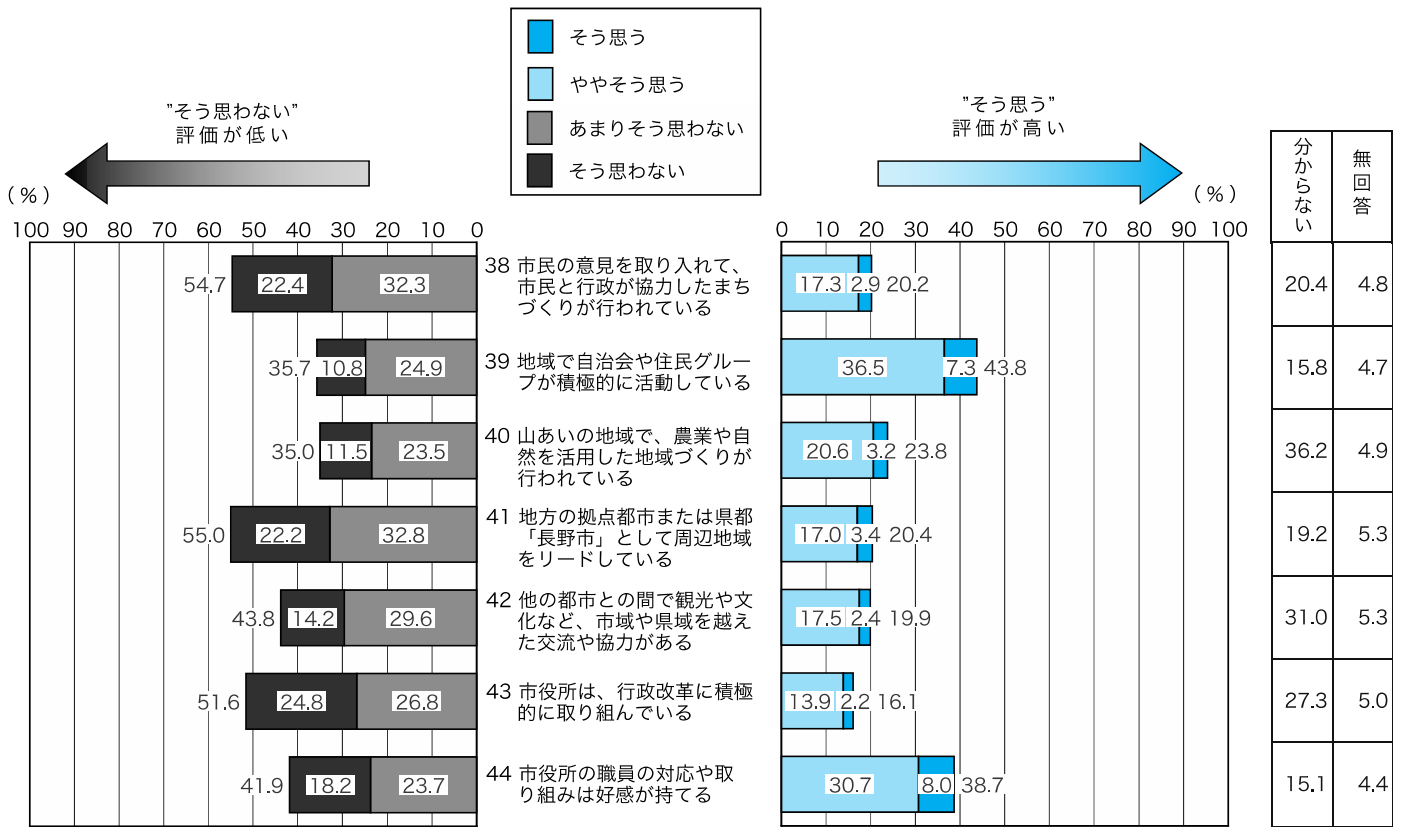 そう思う
ややそう思う
あまりそう思わない
そう思わない
”そう思わない”
評価が低い
”そう思う”
評価が高い
（％）
（％）
分からない
無回答
100 90 80 70 60 50 40 30 20 10 0
0 10 20 30 40 50 60 70 80 90 100
54.7 22.4 32.3
38 市民の意見を取り入れて、
市民と行政が協力したまち
づくりが行われている
17.3 2.9 20.2
20.4 4.8
35.7 10.8 24.9
39 地域で自治会や住民グルー
プが積極的に活動している
36.5 7.3 43.8
15.8 4.7
35.0 11.5 23.5
40 山あいの地域で、農業や自
然を活用した地域づくりが
行われている
20.6 3.2 23.8
36.2 4.9
55.0 22.2 32.8
41 地方の拠点都市または県都
「長野市」として周辺地域
をリードしている
17.0 3.4 20.4
19.2 5.3
43.8 14.2 29.6
42 他の都市との間で観光や文
化など、市域や県域を越え
た交流や協力がある
17.5 2.4 19.9
31.0 5.3
51.6 24.8 26.8
43 市役所は、行政改革に積極
的に取り組んでいる
13.9 2.2 16.1
27.3 5.0
41.9 18.2 23.7
44 市役所の職員の対応や取
り組みは好感が持てる
30.7 8.0 38.7
15.1 4.4